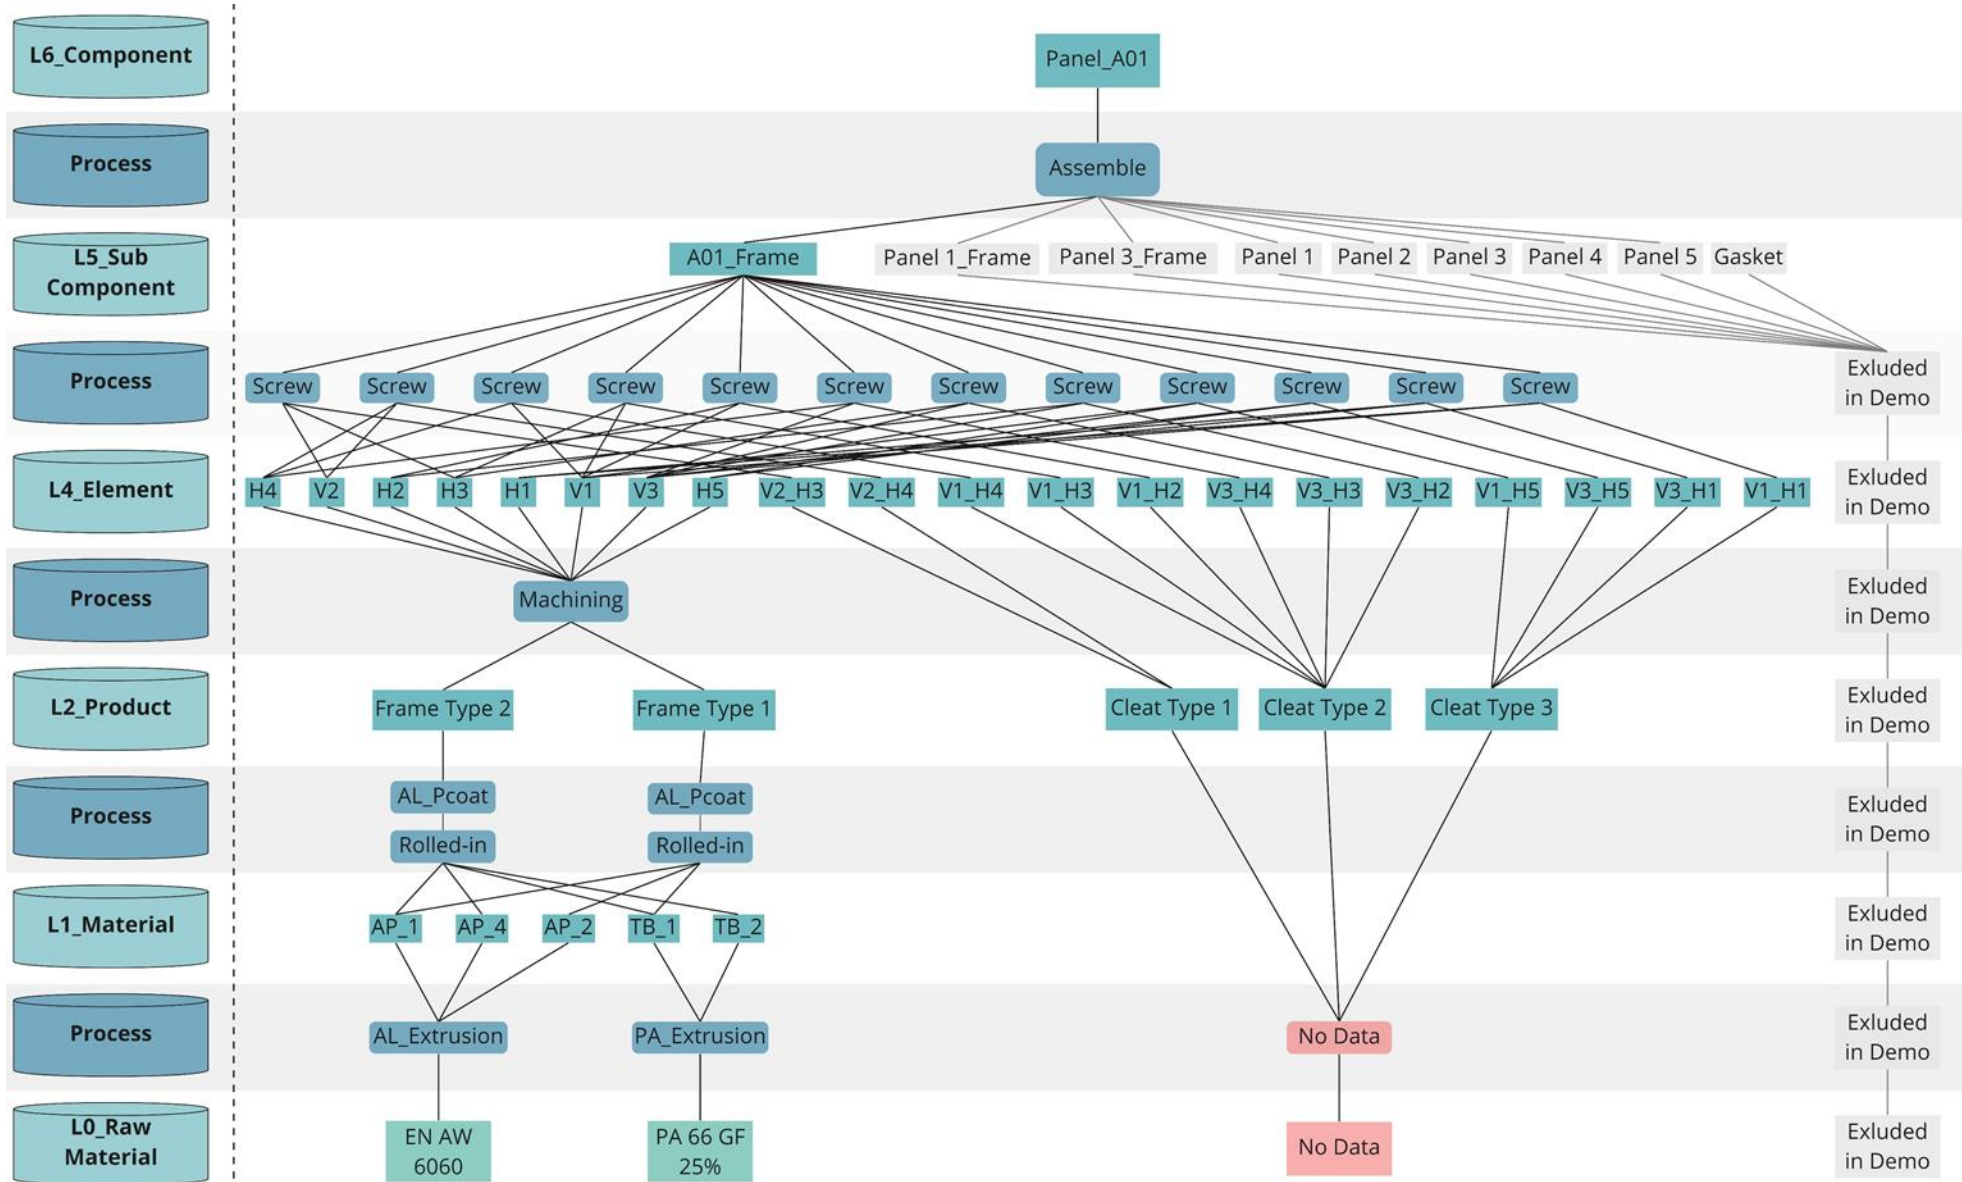 L6_Component
Panel_A01
Process
Assemble
L5_Sub
Component
A01_Frame
Panel 1_Frame
Panel 3_Frame
Panel 1
Panel 2
Panel 3
Panel 4
Panel 5
Gasket
Process
Screw
Screw
Screw
Screw
Screw
Screw
Screw
Screw
Screw
Screw
Screw
Screw
Exluded
in Demo
L4_Element
H4
V2
H2
H3
H1
V1
V3
H5
V2_H3
V2_H4
V1_H4
V1_H3
V1_H2
V3_H4
V3_H3
V3_H2
V1_H5
V3_H5
V3_H1
V1_H1
Exluded
in Demo
Process
Machining
Exluded
in Demo
L2_Product
Frame Type 2
Frame Type 1
Cleat Type 1
Cleat Type 2
Cleat Type 3
Exluded
in Demo
Process
AL_Pcoat
AL_Pcoat
Rolled-in
Rolled-in
Exluded
in Demo
L1_Material
AP_1
AP_4
AP_2
TB_1
TB_2
Exluded
in Demo
Process
AL_Extrusion
PA_Extrusion
No Data
Exluded
in Demo
L0_Raw
Material
EN AW
6060
PA 66 GF
25%
No Data
Exluded
in Demo